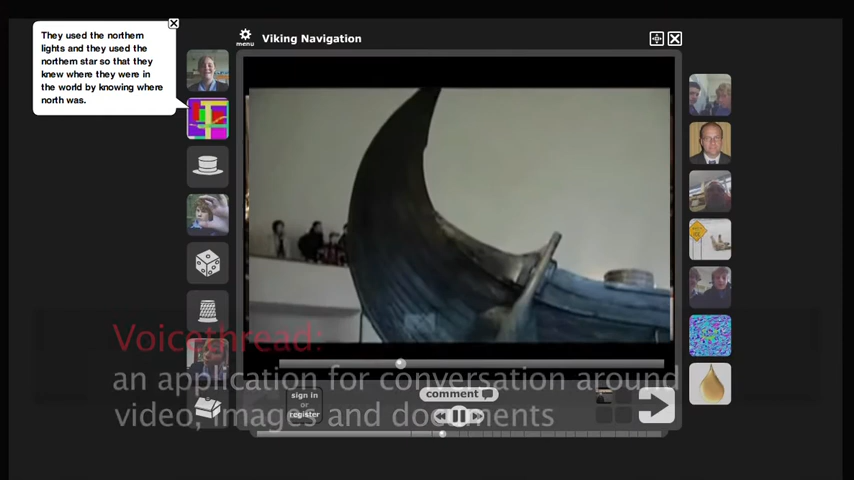 They used the northern
lights and they used the
northern star so that they
knew where they were in
the world by knowing where
north was.
menu
Viking Navigation
Voicethread:
an application for conversation around
video, images and documents
sign in
or
register
comment